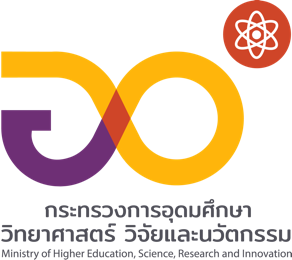 กระทรวงการอุดมศึกษา
วิทยาศาสตร์ วิจัยและนวัตกรรม
Ministry of Higher Education, Science, Research and Innovation